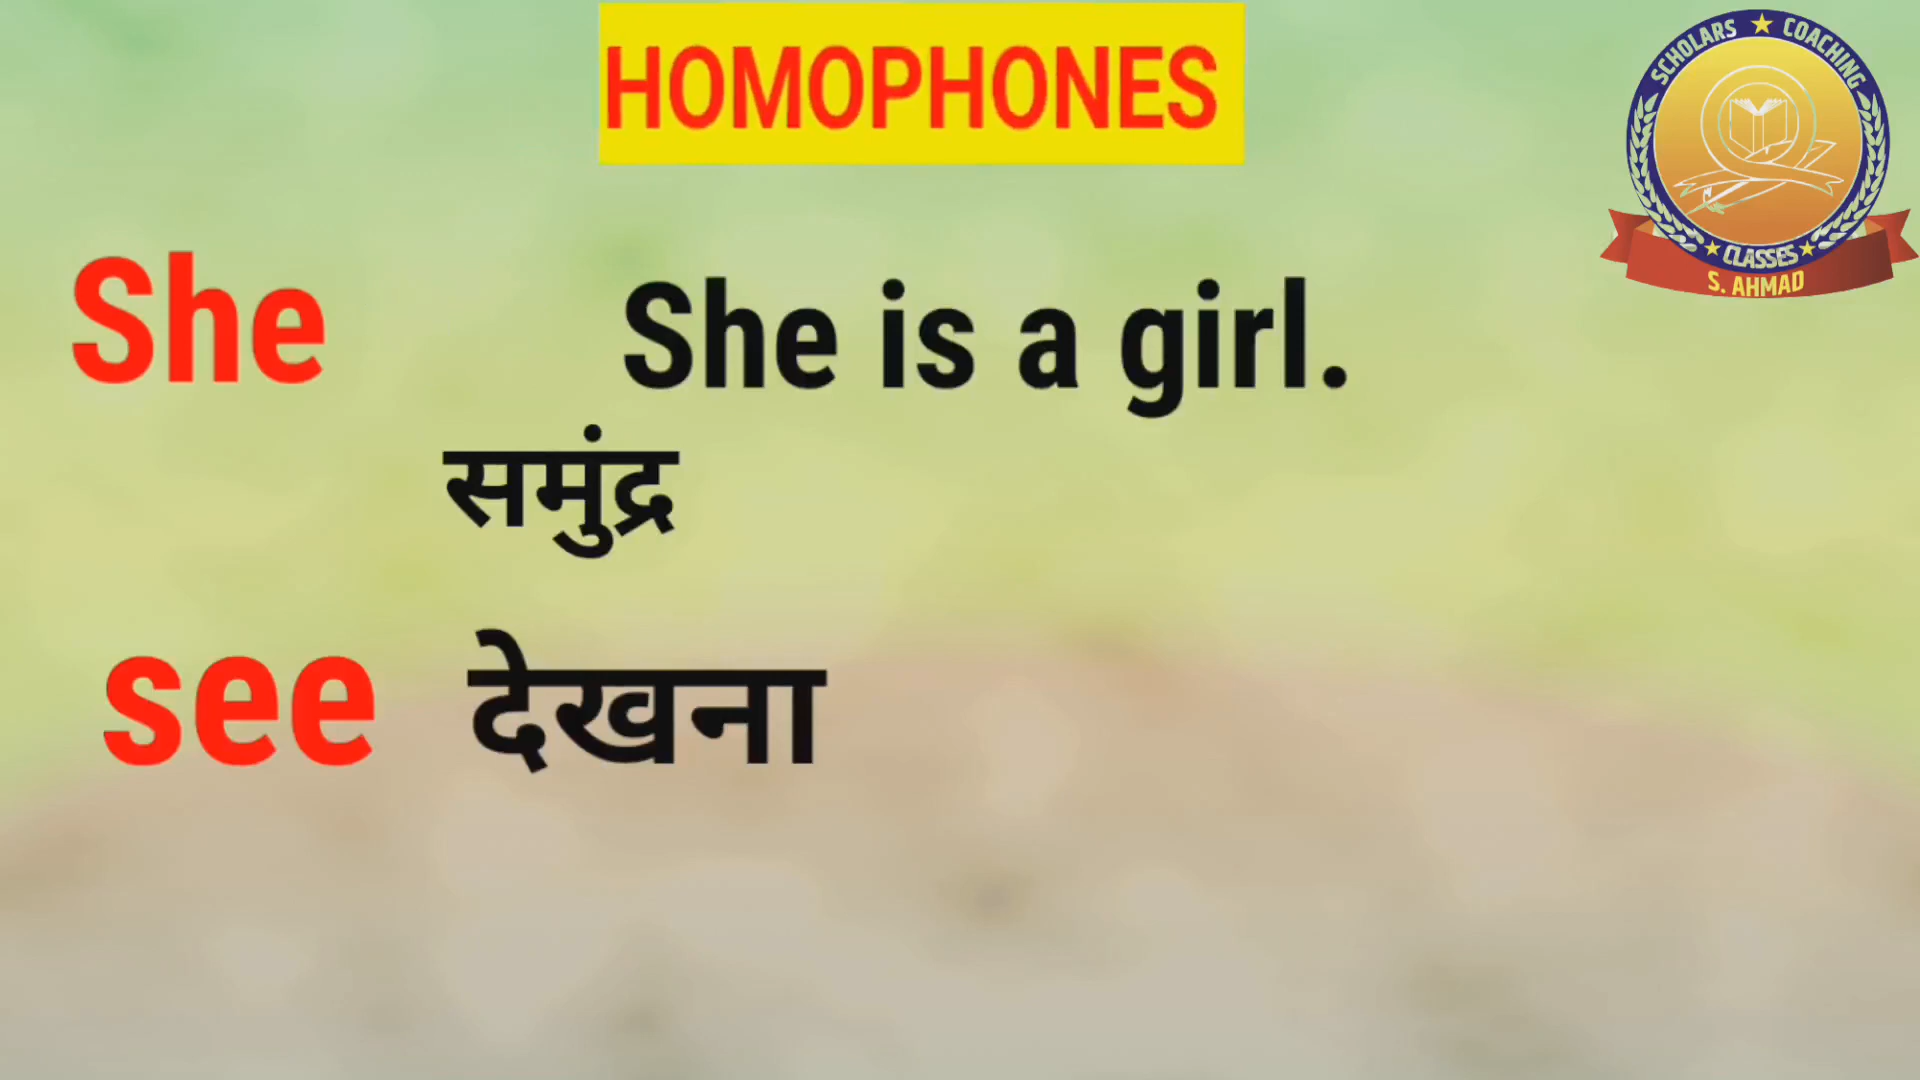 HOMOPHONES
SCHOLARS ★ COACHING
★ CLASSES ★
S. AHMAD
She She is a girl.
समुंद्र
see देखना